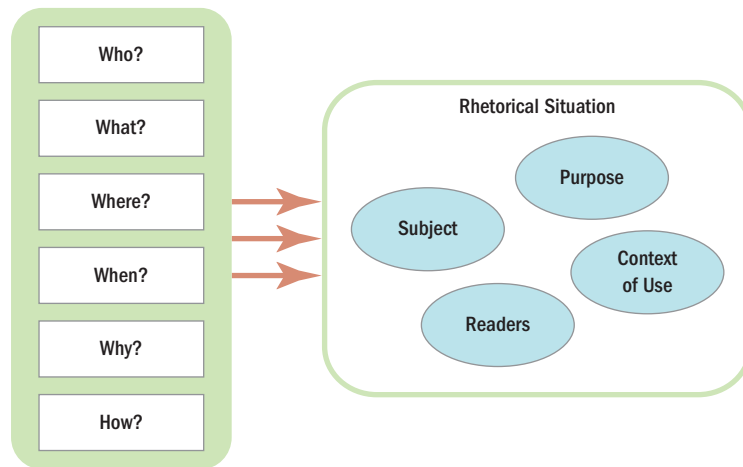 Who?
What?
Where?
When?
Why?
How?
Rhetorical Situation
Purpose
Subject
Context
of Use
Readers